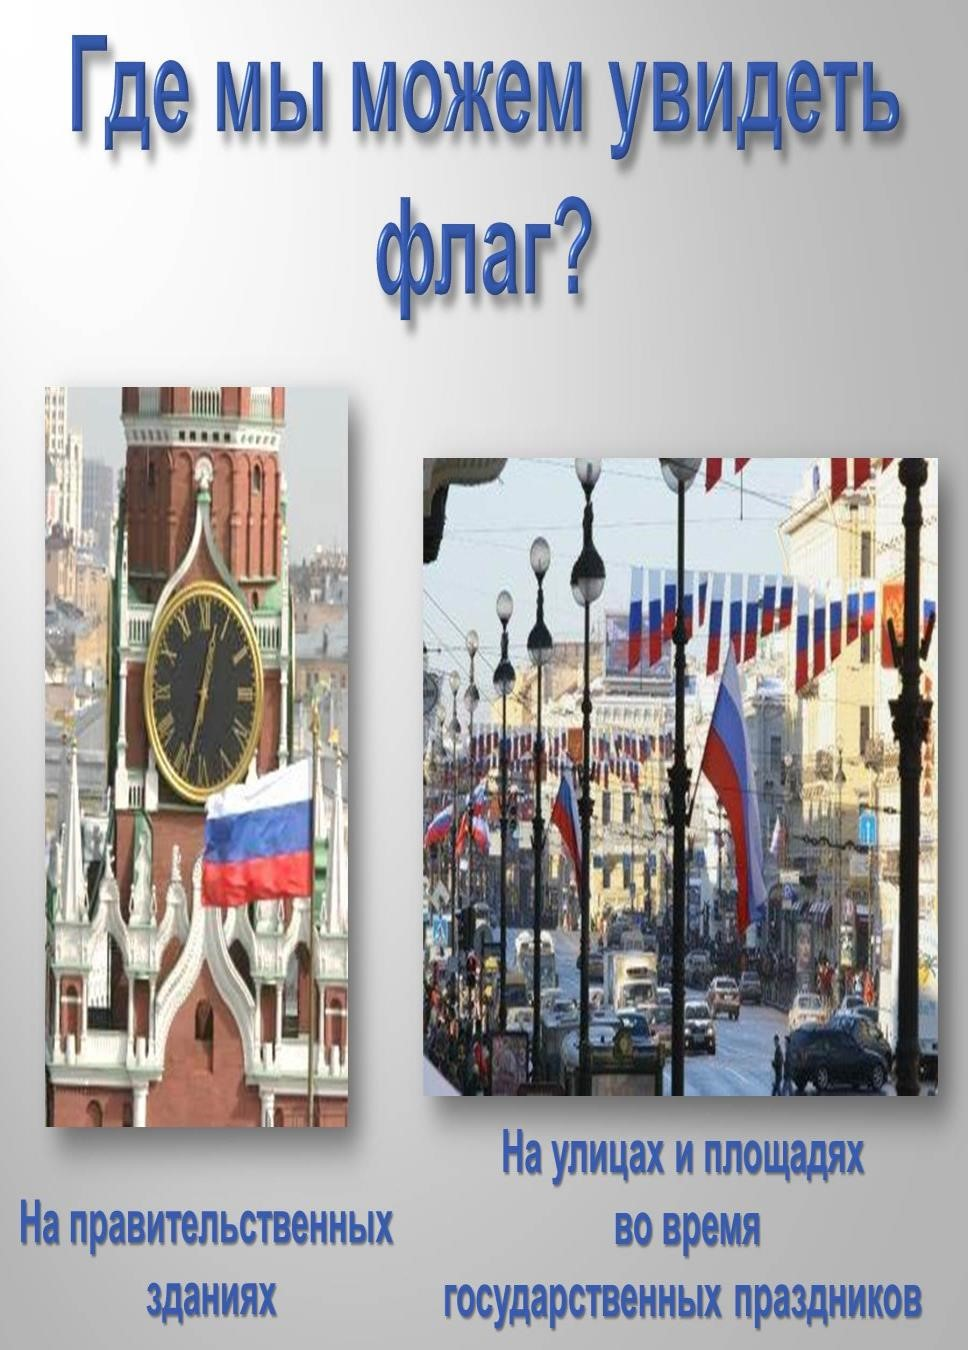 Где мы можем увидеть
флаг?
На правительственных
зданиях
На улицах и площадях
во время
государственных праздников